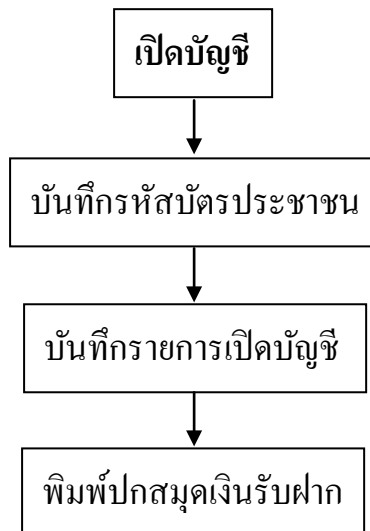 เปิดบัญชี
บันทึกรหัสบัตรประชาชน
บันทึกรายการเปิดบัญชี
พิมพ์ปกสมุดเงินรับฝาก